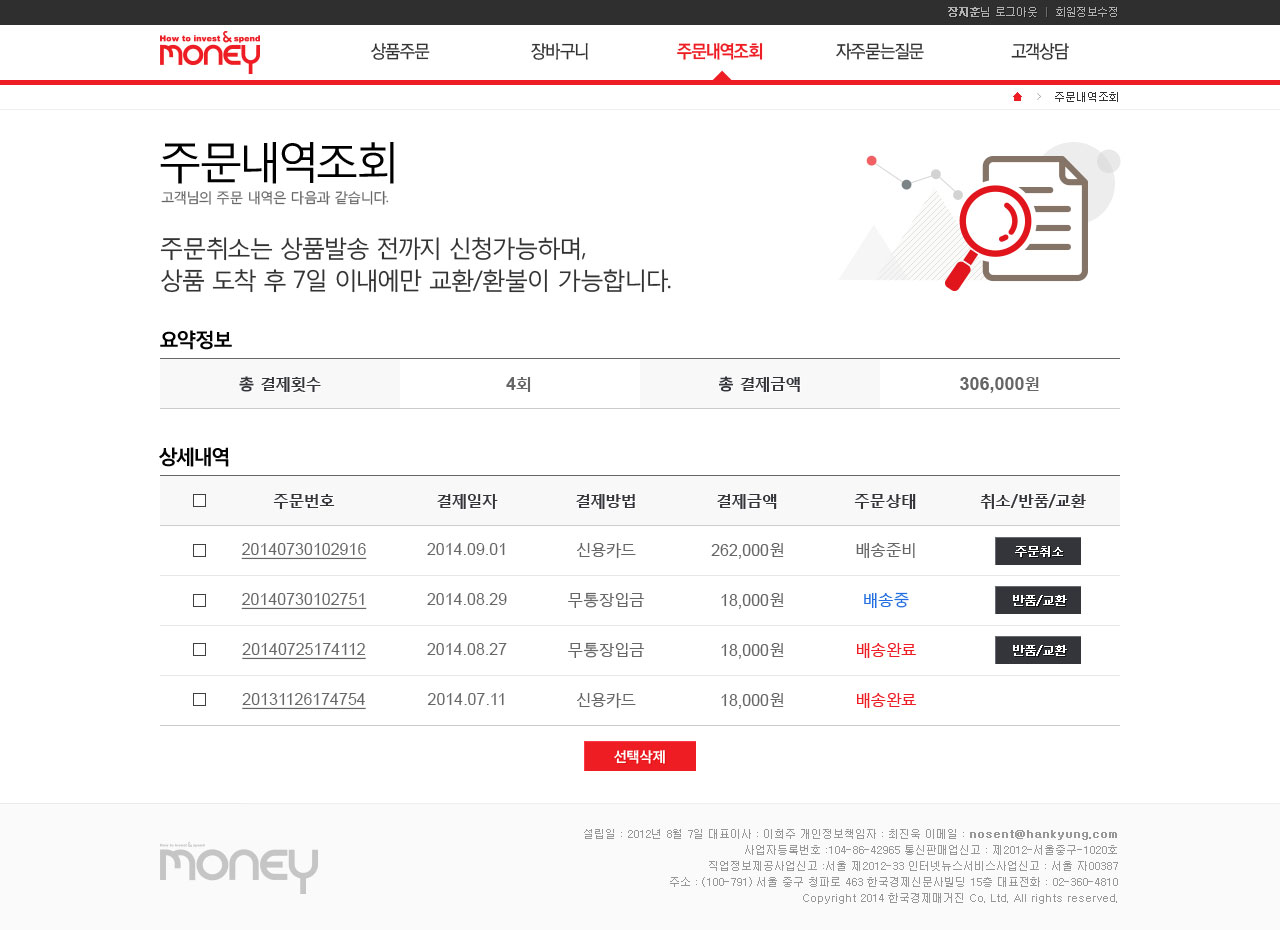 장지훈님 로그아웃 | 회원정보수정
How to invest & spend
money
상품주문 장바구니 주문내역조회 자주묻는질문 고객상담
> 주문내역조회
주문내역조회
고객님의 주문 내역은 다음과 같습니다.
주문취소는 상품발송 전까지 신청가능하며,
상품 도착 후 7일 이내에만 교환/환불이 가능합니다.
요약정보
총 결제횟수 4회 총 결제금액 306,000원
상세내역
주문번호 결제일자 결제방법 결제금액 주문상태 취소/반품/교환
20140730102916 2014.09.01 신용카드 262,000원 배송준비 주문취소
20140730102751 2014.08.29 무통장입금 18,000원 배송중 반품/교환
20140725174112 2014.08.27 무통장입금 18,000원 배송완료 반품/교환
20131126174754 2014.07.11 신용카드 18,000원 배송완료
선택삭제
How to invest & spend
money
설립일 : 2012년 8월 7일 대표이사 : 이희주 개인정보책임자 : 최진욱 이메일 : nosent@hankyung.com
사업자등록번호 :104-86-42965 통신판매업신고 : 제2012-서울중구-1020호
직업정보제공사업신고 :서울 제2012-33 인터넷뉴스서비스사업신고 : 서울 자00387
주소 : (100-791) 서울 중구 청파로 463 한국경제신문사빌딩 15층 대표전화 : 02-360-4810
Copyright 2014 한국경제매거진 Co. Ltd. All rights reserved.